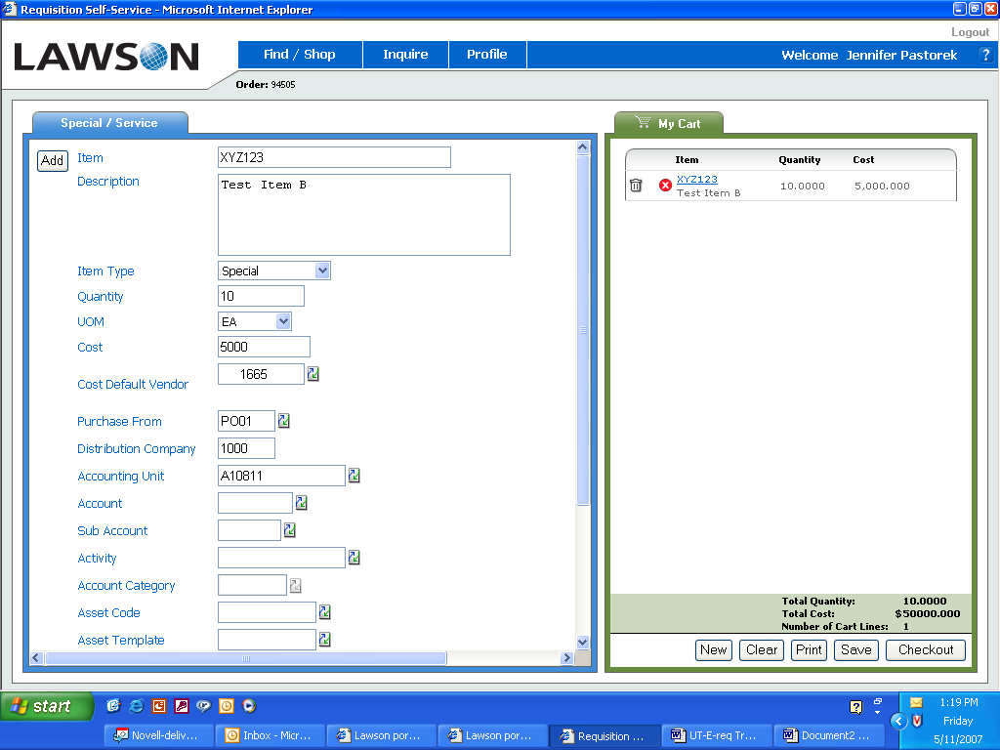 Requisition Self-Service - Microsoft Internet Explorer
Logout
LAWSON
Find / Shop
Inquire
Profile
Welcome Jennifer Pastorek
?
Order: 94505
Special / Service
Add
Item
XYZ123
Description
Test Item B
Item Type
Special
Quantity
10
UOM
EA
Cost
5000
Cost Default Vendor
1665
Purchase From
PO01
Distribution Company
1000
Accounting Unit
A10811
Account
Sub Account
Activity
Account Category
Asset Code
Asset Template
My Cart
Item Quantity Cost
XYZ123 10.0000 5,000.000
Test Item B
Total Quantity: 10.0000
Total Cost: $50000.000
Number of Cart Lines: 1
New
Clear
Print
Save
Checkout
start
1:19 PM
Friday
5/11/2007
Novell-deliv...
Inbox - Micr...
Lawson por...
Lawson por...
Requisition ...
UT-E-req Tr...
Document2 ...